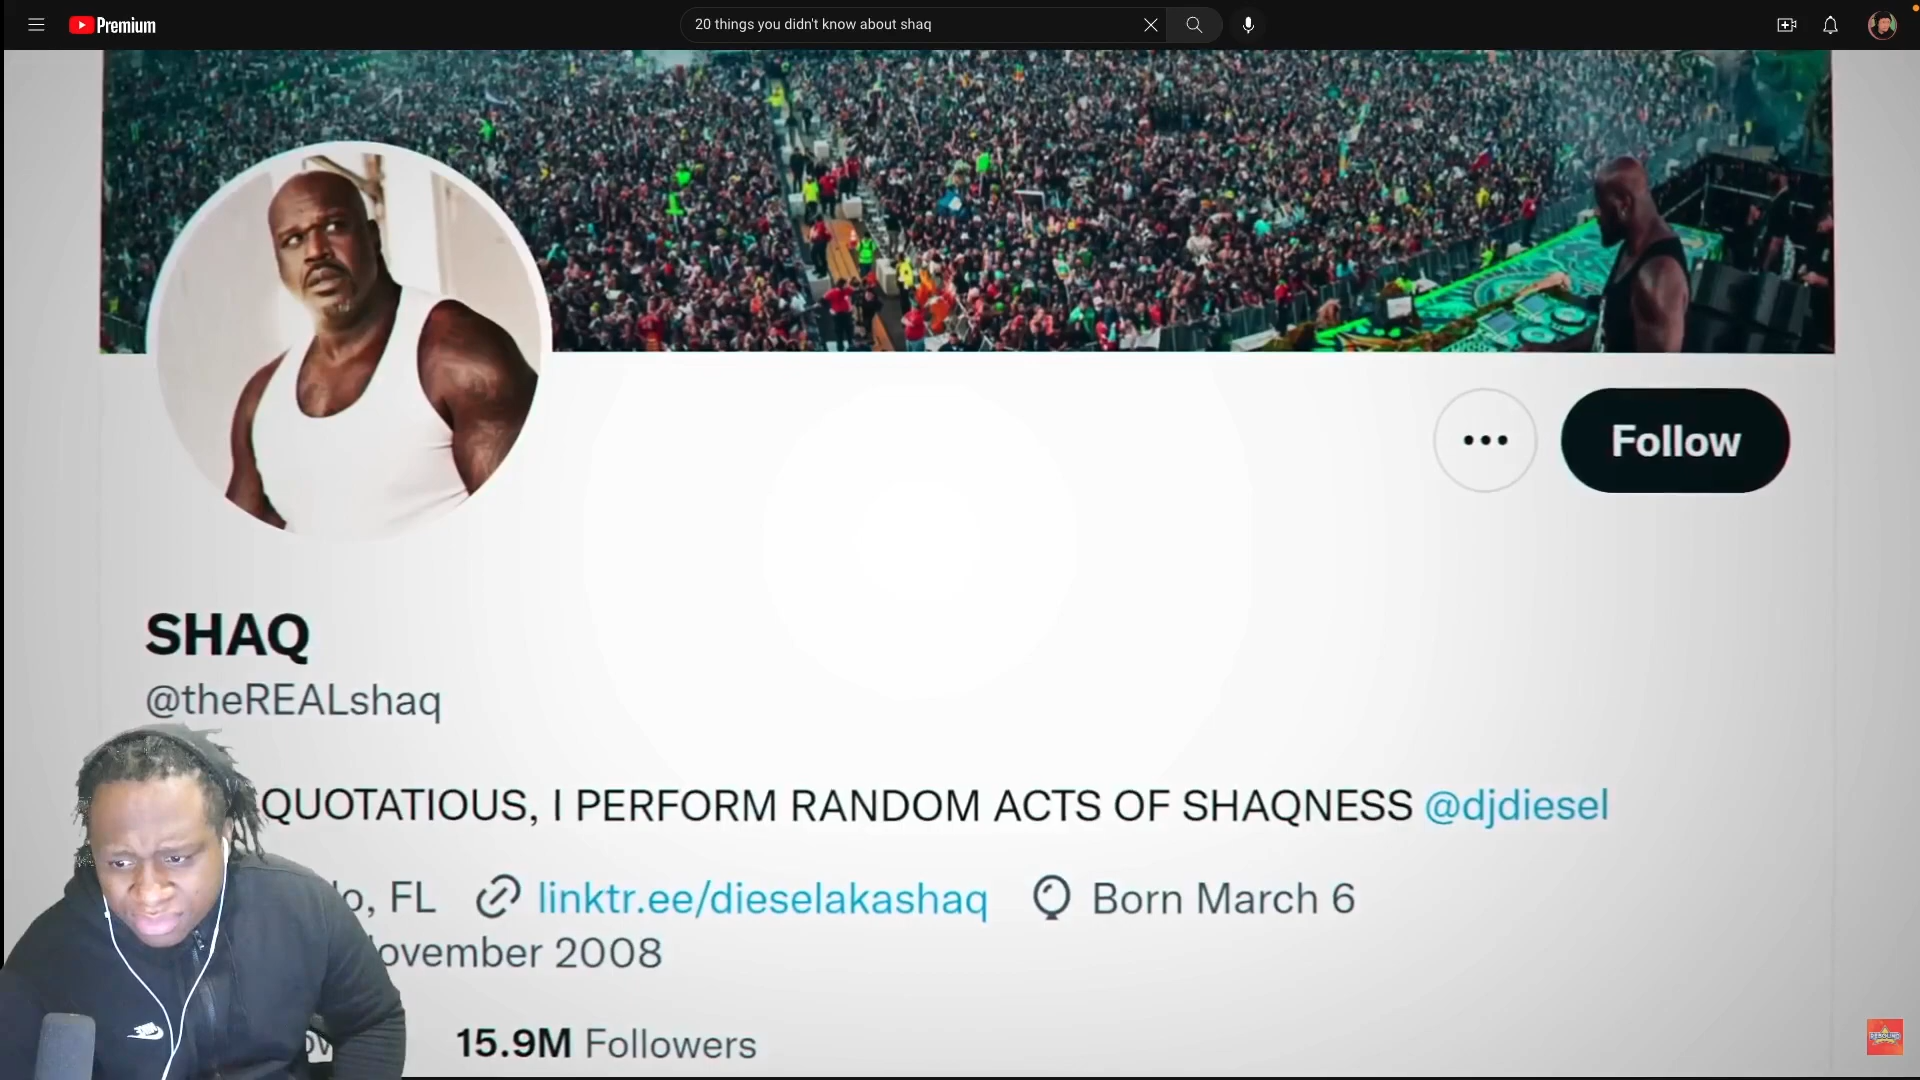 Premium
20 things you didn't know about shaq
Follow
SHAQ
@theREALshaq
QUOTATIOUS, I PERFORM RANDOM ACTS OF SHAQNESS @djdiesel
o, FL linktr.ee/dieselakashaq Born March 6
ovember 2008
15.9M Followers